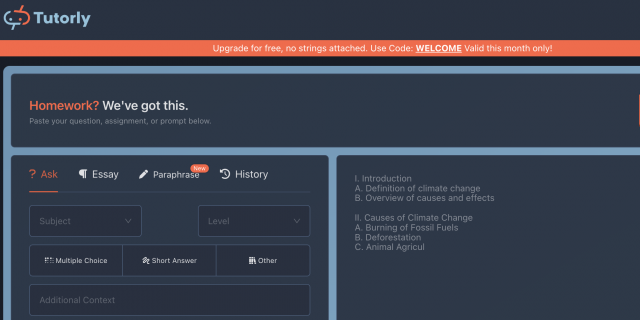 Tutorly
Upgrade for free, no strings attached. Use Code: WELCOME Valid this month only!
Homework? We've got this.
Paste your question, assignment, or prompt below.
? Ask
Essay
Paraphrase
New
History
Subject
Level
Multiple Choice
Short Answer
Other
Additional Context
I. Introduction
A. Definition of climate change
B. Overview of causes and effects
II. Causes of Climate Change
A. Burning of Fossil Fuels
B. Deforestation
C. Animal Agricul